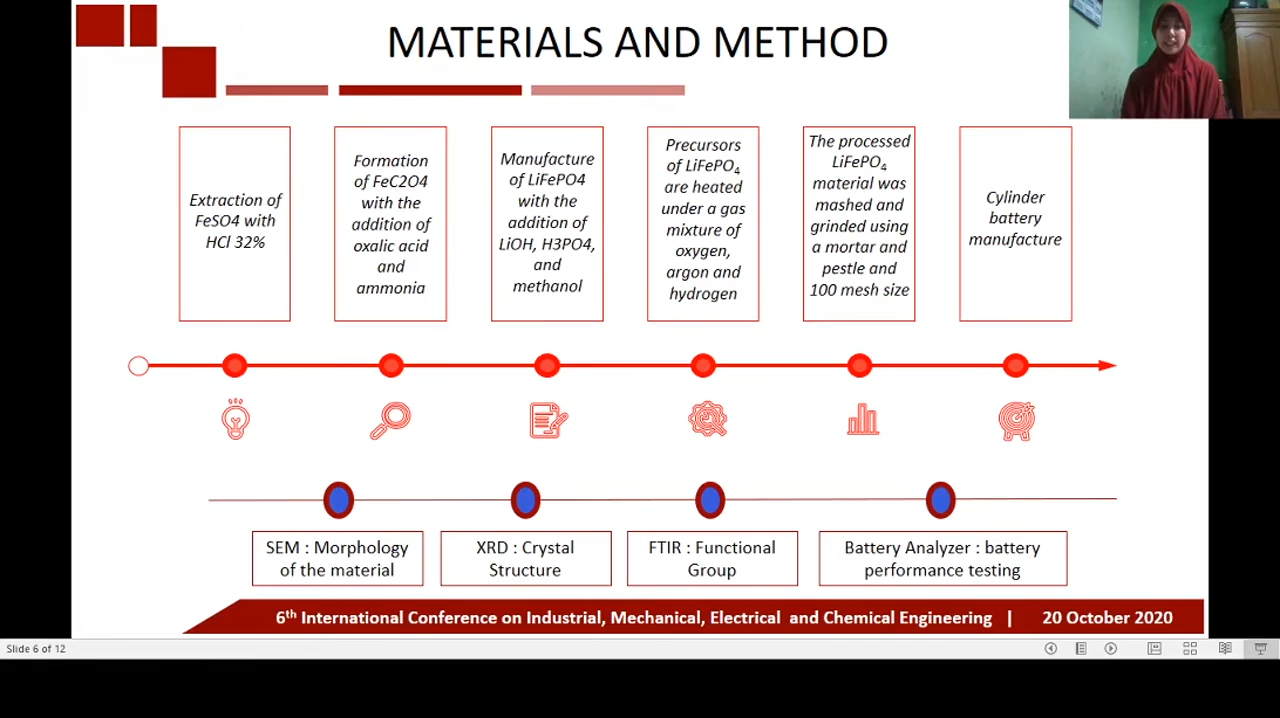 MATERIALS AND METHOD
Extraction of
FeSO4 with
HCl 32%
Formation
of FeC2O4
with the
addition of
oxalic acid
and
ammonia
Manufacture
of LiFePO4
with the
addition of
LiOH, H3PO4,
and
methanol
Precursors
of LiFePO₄
are heated
under a gas
mixture of
oxygen,
argon and
hydrogen
The processed
LiFePO₄
material was
mashed and
grinded using
a mortar and
pestle and
100 mesh size
Cylinder
battery
manufacture
SEM : Morphology
of the material
XRD : Crystal
Structure
FTIR : Functional
Group
Battery Analyzer : battery
performance testing
6th International Conference on Industrial, Mechanical, Electrical and Chemical Engineering | 20 October 2020
Slide 6 of 12